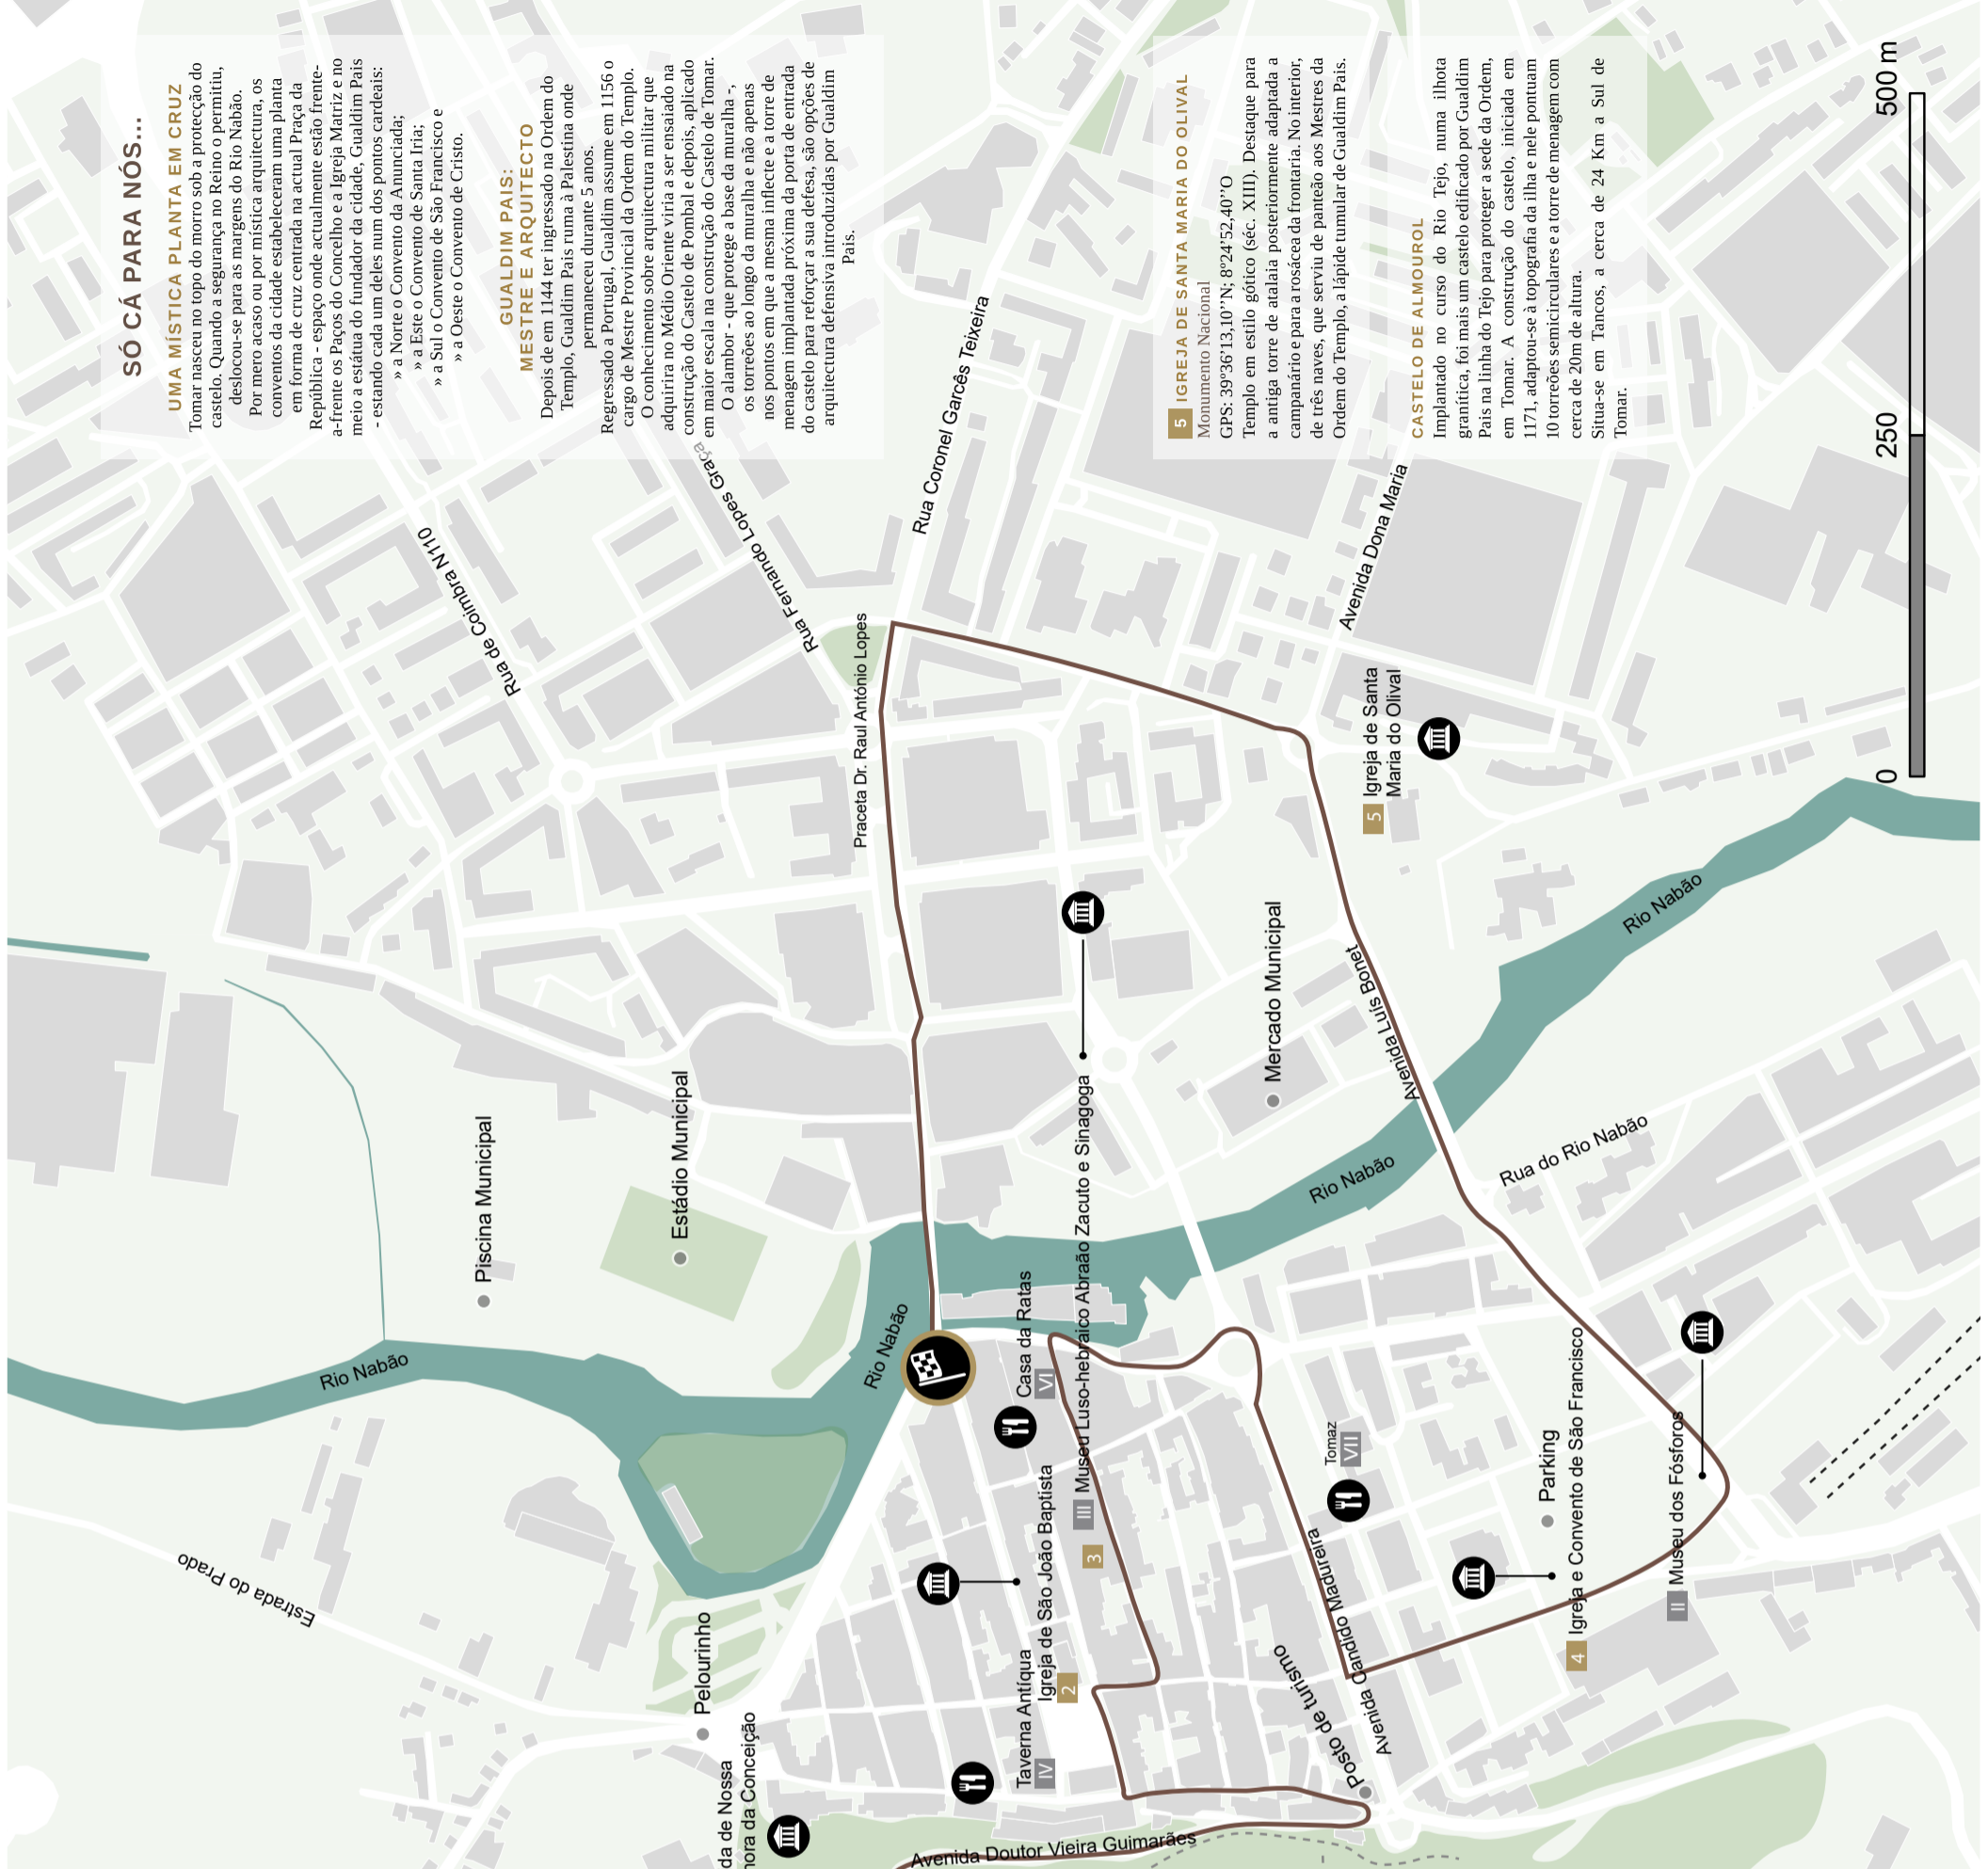 SÓ CÁ PARA NÓS...
UMA MÍSTICA PLANTA EM CRUZ
Tomar nasceu no topo do morro sob a protecção do
castelo. Quando a segurança no Reino o permitiu,
deslocou-se para as margens do Rio Nabão.
Por mero acaso ou por mística arquitectura, os
conventos da cidade estabeleceram uma planta
em forma de cruz centrada na actual Praça da
República - espaço onde actualmente estão frente-
a-frente os Paços do Concelho e a Igreja Matriz e no
meio a estátua do fundador da cidade, Gualdim Pais
- estando cada um deles num dos pontos cardeais:
» a Norte o Convento da Anunciada;
» a Este o Convento de Santa Iria;
» a Sul o Convento de São Francisco e
» a Oeste o Convento de Cristo.
GUALDIM PAIS:
MESTRE E ARQUITECTO
Depois de em 1144 ter ingressado na Ordem do
Templo, Gualdim Pais ruma à Palestina onde
permaneceu durante 5 anos.
Regressado a Portugal, Gualdim assume em 1156 o
cargo de Mestre Provincial da Ordem do Templo.
O conhecimento sobre arquitectura militar que
adquirira no Médio Oriente viria a ser ensaiado na
construção do Castelo de Pombal e depois, aplicado
em maior escala na construção do Castelo de Tomar.
O alambor - que protege a base da muralha -,
os torreões ao longo da muralha e não apenas
nos pontos em que a mesma inflecte e a torre de
menagem implantada próxima da porta de entrada
do castelo para reforçar a sua defesa, são opções de
arquitectura defensiva introduzidas por Gualdim
Pais.
5 IGREJA DE SANTA MARIA DO OLIVAL
Monumento Nacional
GPS: 39º36’13,10’’N; 8º24’52,40’’O
Templo em estilo gótico (séc. XIII). Destaque para
a antiga torre de atalaia posteriormente adaptada a
campanário e para a rosácea da frontaria. No interior,
de três naves, que serviu de panteão aos Mestres da
Ordem do Templo, a lápide tumular de Gualdim Pais.
CASTELO DE ALMOUROL
Implantado no curso do Rio Tejo, numa ilhota
granítica, foi mais um castelo edificado por Gualdim
Pais na linha do Tejo para proteger a sede da Ordem,
em Tomar. A construção do castelo, iniciada em
1171, adaptou-se à topografia da ilha e nele pontuam
10 torreões semicirculares e a torre de menagem com
cerca de 20m de altura.
Situa-se em Tancos, a cerca de 24 Km a Sul de
Tomar.
0 250 500 m
Rua de Coimbra N110
Rua Fernando Lopes Graça
Rua Coronel Garcês Teixeira
Avenida Dona Maria
Praceta Dr. Raul António Lopes
5 Igreja de Santa
Maria do Olival
Piscina Municipal
Estádio Municipal
Mercado Municipal
Avenida Luís Bonet
Rio Nabão
Rio Nabão
Rio Nabão
Rio Nabão
Rua do Rio Nabão
Casa da Ratas
VI
III Museu Luso-hebraico Abraão Zacuto e Sinagoga
3
Igreja de São João Baptista
2
Taverna Antíqua
IV
Tomaz
VII
Parking
4 Igreja e Convento de São Francisco
II Museu dos Fósforos
Estrada do Prado
Pelourinho
da de Nossa
hora da Conceição
Posto de turismo
Avenida Candido Madureira
Avenida Doutor Vieira Guimarães